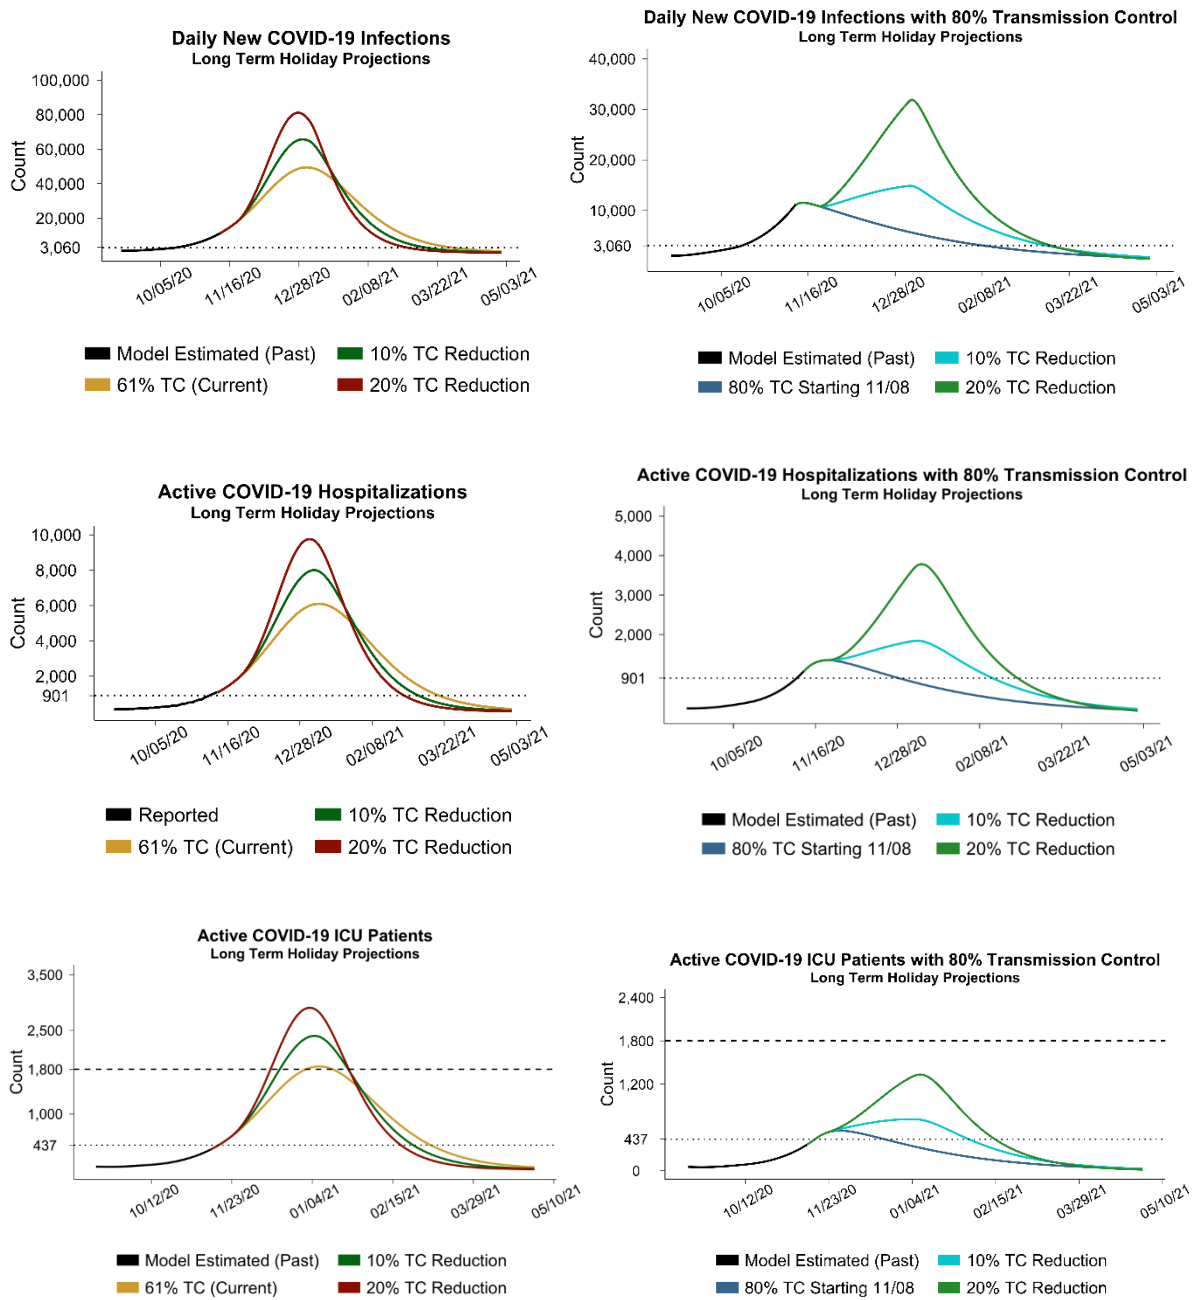 Daily New COVID-19 Infections
Long Term Holiday Projections
100,000
80,000
60,000
40,000
20,000
3,060
Count
10/05/20
11/16/20
12/28/20
02/08/21
03/22/21
05/03/21
Model Estimated (Past)
10% TC Reduction
61% TC (Current)
20% TC Reduction
Daily New COVID-19 Infections with 80% Transmission Control
Long Term Holiday Projections
40,000
30,000
20,000
10,000
3,060
Count
10/05/20
11/16/20
12/28/20
02/08/21
03/22/21
05/03/21
Model Estimated (Past)
10% TC Reduction
80% TC Starting 11/08
20% TC Reduction
Active COVID-19 Hospitalizations
Long Term Holiday Projections
10,000
8,000
6,000
4,000
2,000
901
Count
10/05/20
11/16/20
12/28/20
02/08/21
03/22/21
05/03/21
Reported
10% TC Reduction
61% TC (Current)
20% TC Reduction
Active COVID-19 Hospitalizations with 80% Transmission Control
Long Term Holiday Projections
5,000
4,000
3,000
2,000
901
Count
10/05/20
11/16/20
12/28/20
02/08/21
03/22/21
05/03/21
Model Estimated (Past)
10% TC Reduction
80% TC Starting 11/08
20% TC Reduction
Active COVID-19 ICU Patients
Long Term Holiday Projections
3,500
2,500
1,800
1,000
437
Count
10/12/20
11/23/20
01/04/21
02/15/21
03/29/21
05/10/21
Model Estimated (Past)
10% TC Reduction
61% TC (Current)
20% TC Reduction
Active COVID-19 ICU Patients with 80% Transmission Control
Long Term Holiday Projections
2,400
1,800
1,200
437
0
Count
10/12/20
11/23/20
01/04/21
02/15/21
03/29/21
05/10/21
Model Estimated (Past)
10% TC Reduction
80% TC Starting 11/08
20% TC Reduction